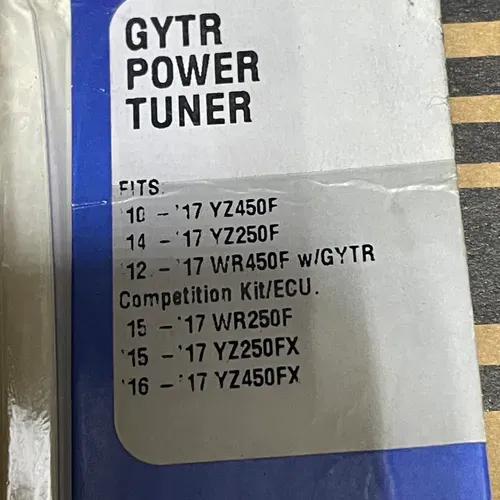 GYTR
POWER
TUNER
FITS:
'10 - '17 YZ450F
'14 - '17 YZ250F
'12 - '17 WR450F w/GYTR
Competition Kit/ECU.
'15 - '17 WR250F
'15 - '17 YZ250FX
'16 - '17 YZ450FX